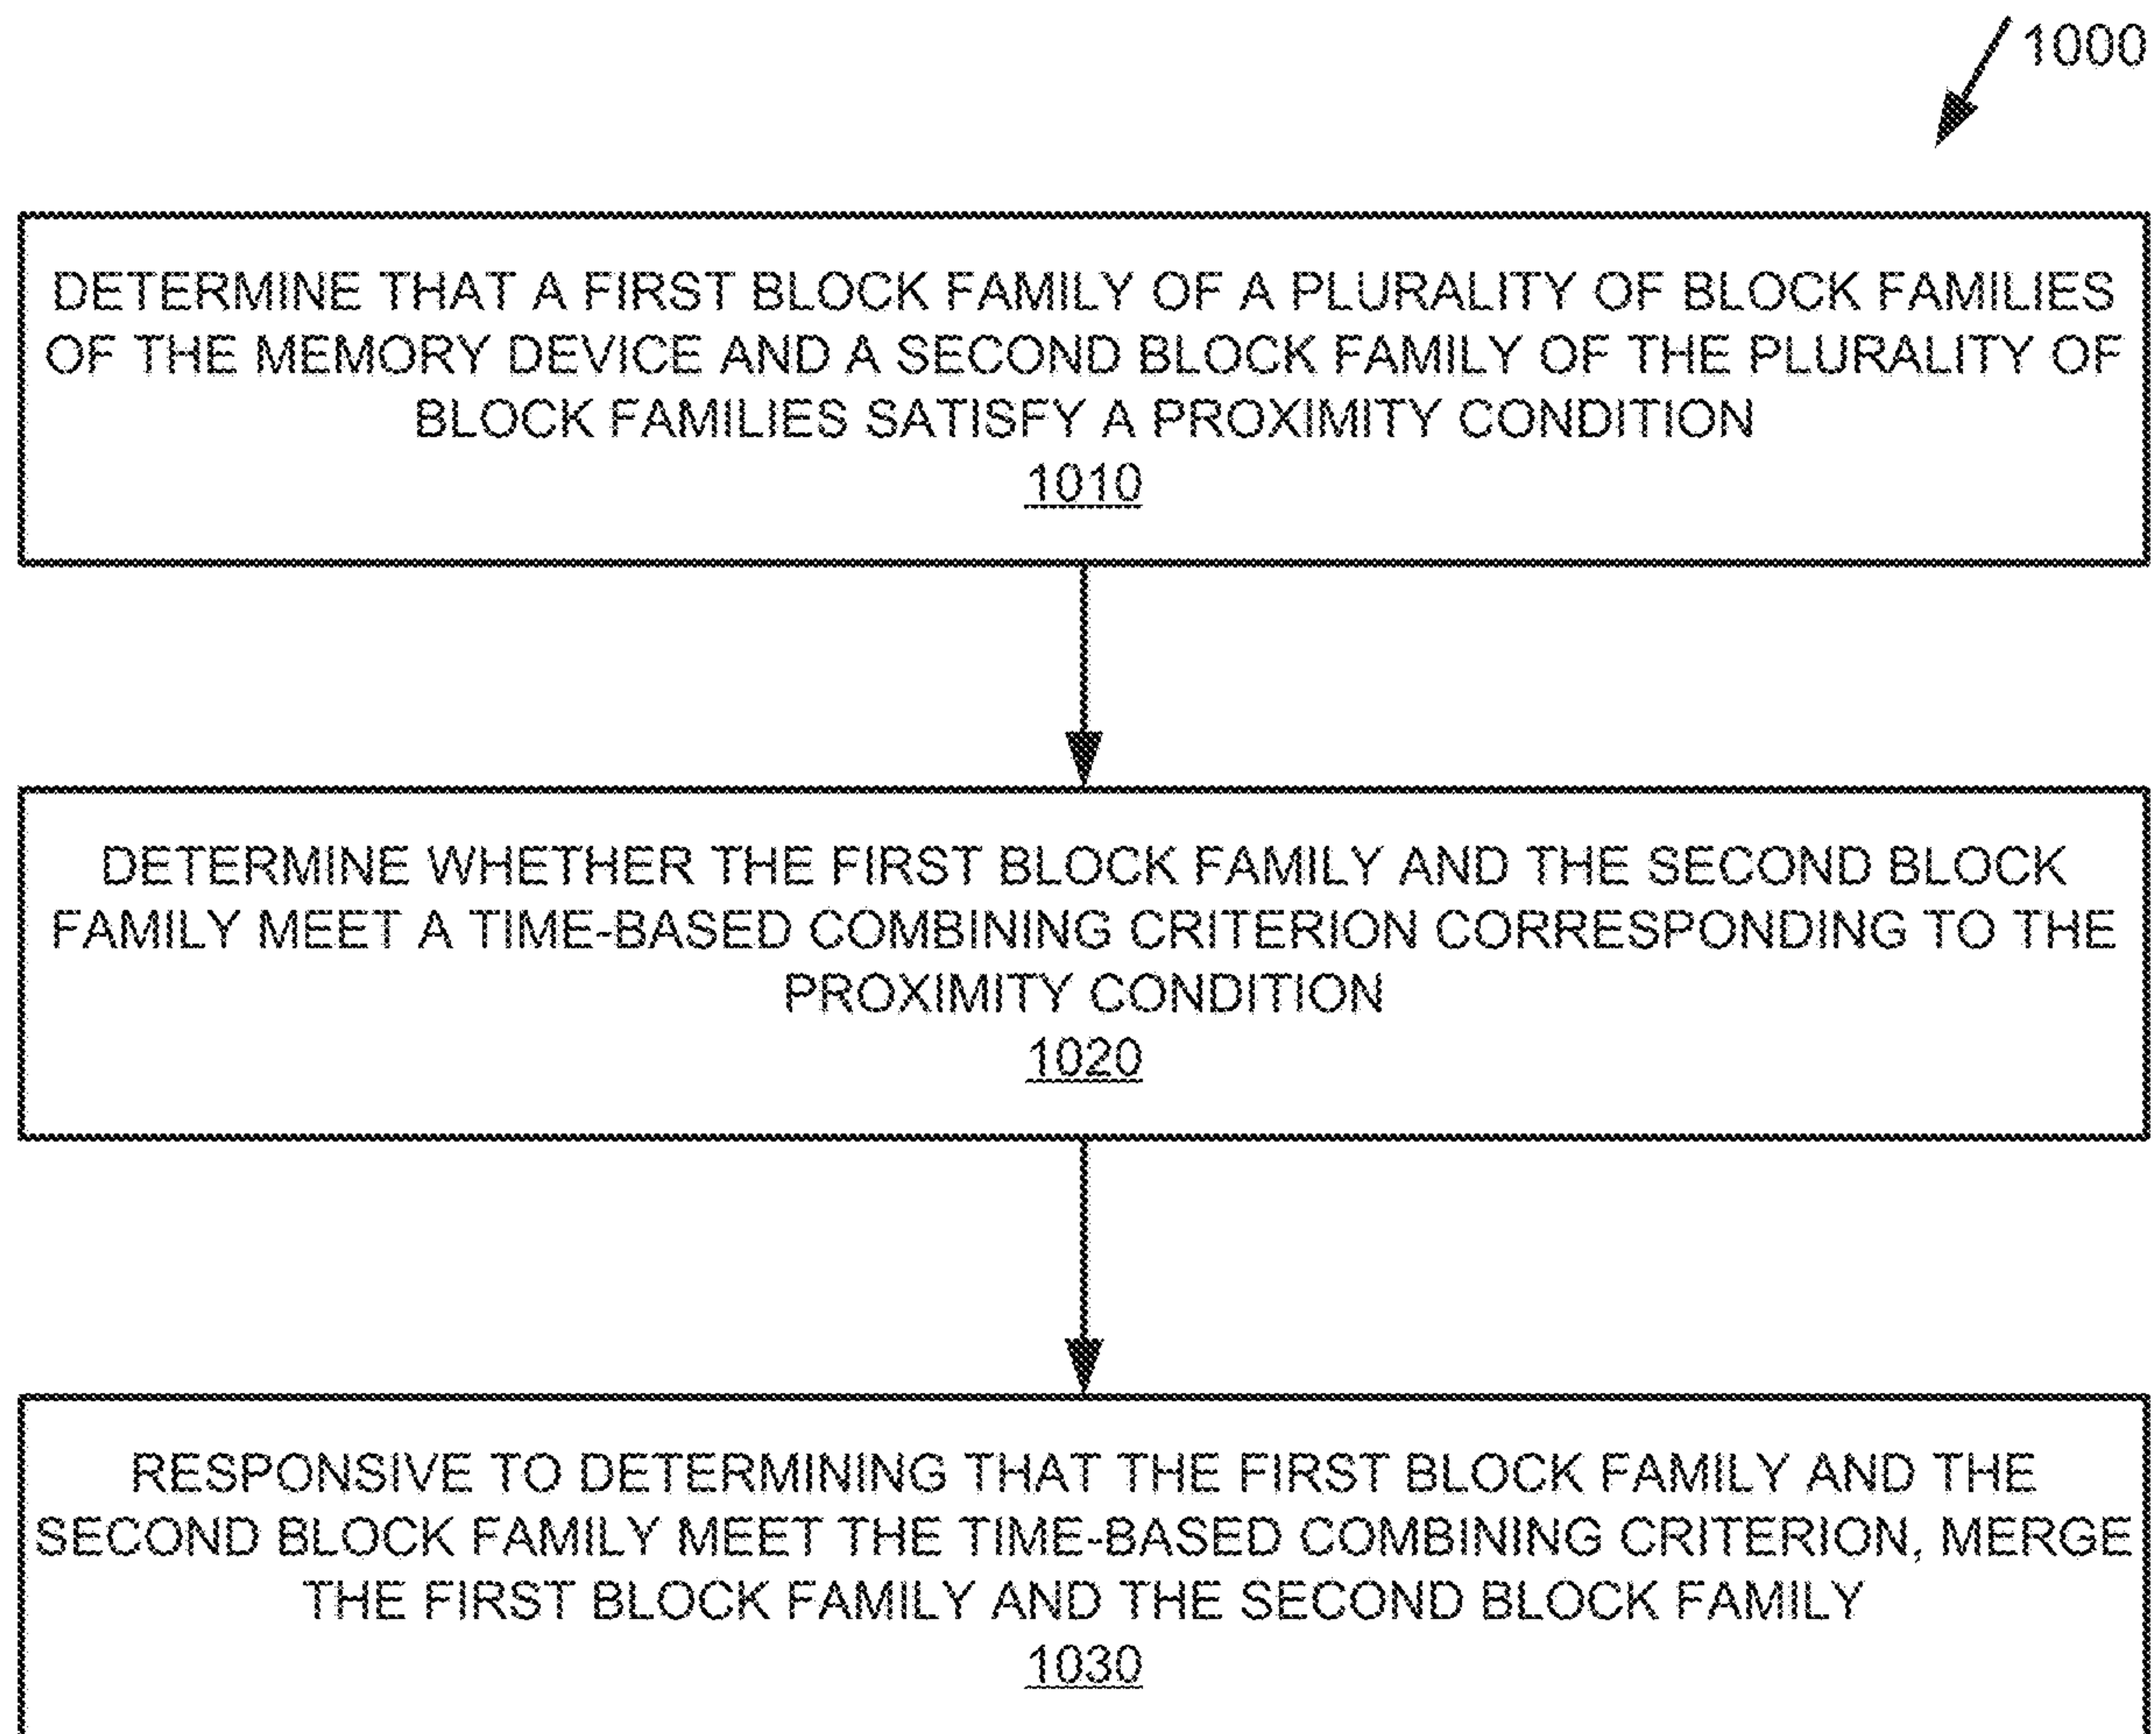 1000
DETERMINE THAT A FIRST BLOCK FAMILY OF A PLURALITY OF BLOCK FAMILIES
OF THE MEMORY DEVICE AND A SECOND BLOCK FAMILY OF THE PLURALITY OF
BLOCK FAMILIES SATISFY A PROXIMITY CONDITION
1010
DETERMINE WHETHER THE FIRST BLOCK FAMILY AND THE SECOND BLOCK
FAMILY MEET A TIME-BASED COMBINING CRITERION CORRESPONDING TO THE
PROXIMITY CONDITION
1020
RESPONSIVE TO DETERMINING THAT THE FIRST BLOCK FAMILY AND THE
SECOND BLOCK FAMILY MEET THE TIME-BASED COMBINING CRITERION, MERGE
THE FIRST BLOCK FAMILY AND THE SECOND BLOCK FAMILY
1030